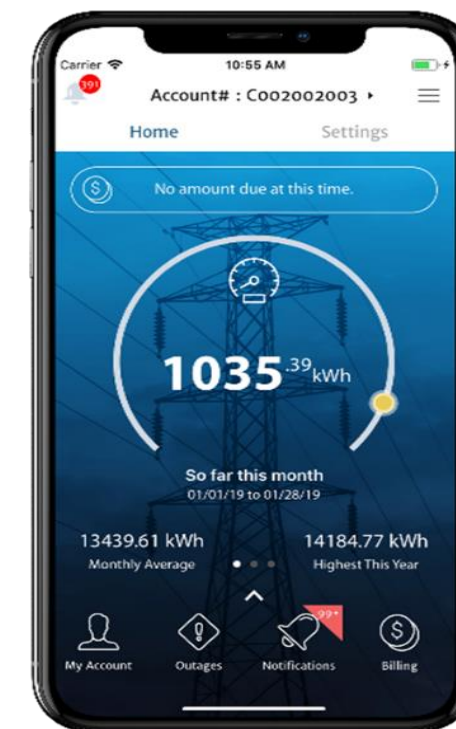 Carrier 10:55 AM
391
Account# : C002002003
Home Settings
No amount due at this time.
1035.39 kWh
So far this month
01/01/19 to 01/28/19
13439.61 kWh 14184.77 kWh
Monthly Average Highest This Year
99+
My Account Outages Notifications Billing